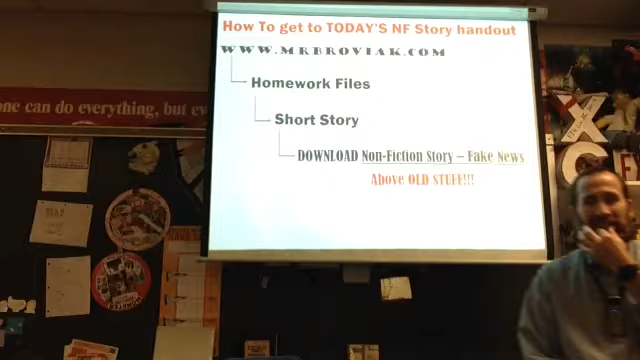 How To get to TODAY'S NF Story handout
WWW.MRBROVIAK.COM
Homework Files
Short Story
DOWNLOAD Non-Fiction Story – Fake News
Above OLD STUFF!!!
one can do everything, but ev